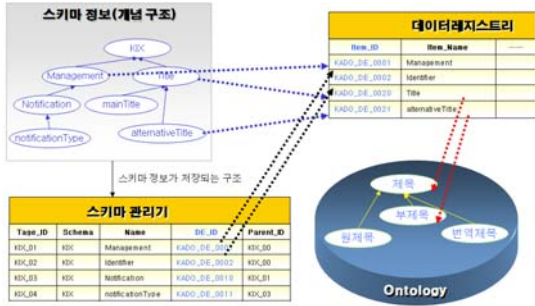 스키마 정보(개념 구조)
KIX
Management
Title
Notification
mainTitle
notificationType
alternativeTitle
스키마 정보가 저장되는 구조
데이터레지스트리
Item_ID Item_Name ......
KADO_DE_0001 Management
KADO_DE_0002 Identifier
KADO_DE_0020 Title
KADO_DE_0021 alternativeTitle
스키마 관리기
Tage_ID Schema Name DE_ID Parent_ID
KIX_01 KIX Management KADO_DE_0001 KIX_00
KIX_02 KIX Identifier KADO_DE_0002 KIX_00
KIX_03 KIX Notification KADO_DE_0010 KIX_01
KIX_04 KIX notificationType KADO_DE_0011 KIX_03
제목
부제목
원제목
번역제목
Ontology